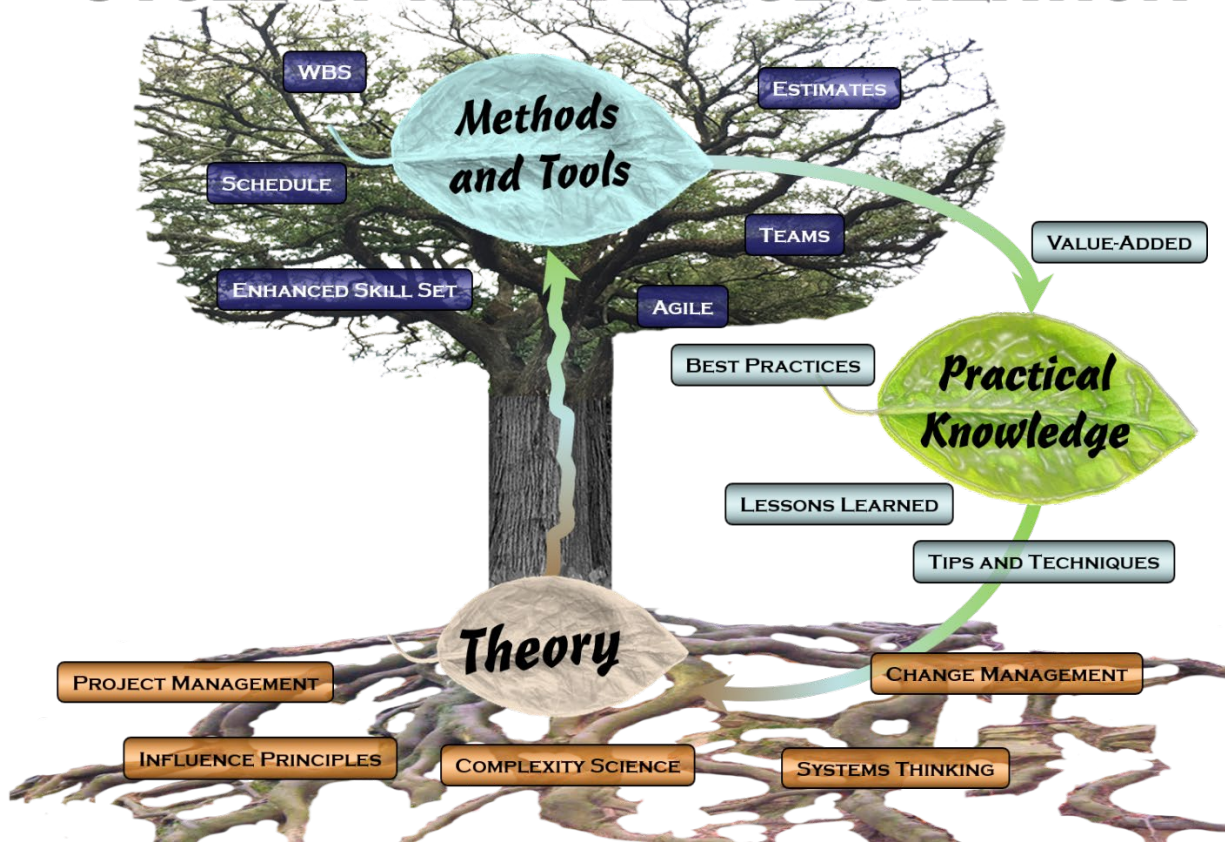 WBS
ESTIMATES
Methods
and Tools
SCHEDULE
TEAMS
VALUE-ADDED
ENHANCED SKILL SET
AGILE
BEST PRACTICES
Practical
Knowledge
LESSONS LEARNED
TIPS AND TECHNIQUES
Theory
PROJECT MANAGEMENT
CHANGE MANAGEMENT
INFLUENCE PRINCIPLES
COMPLEXITY SCIENCE
SYSTEMS THINKING